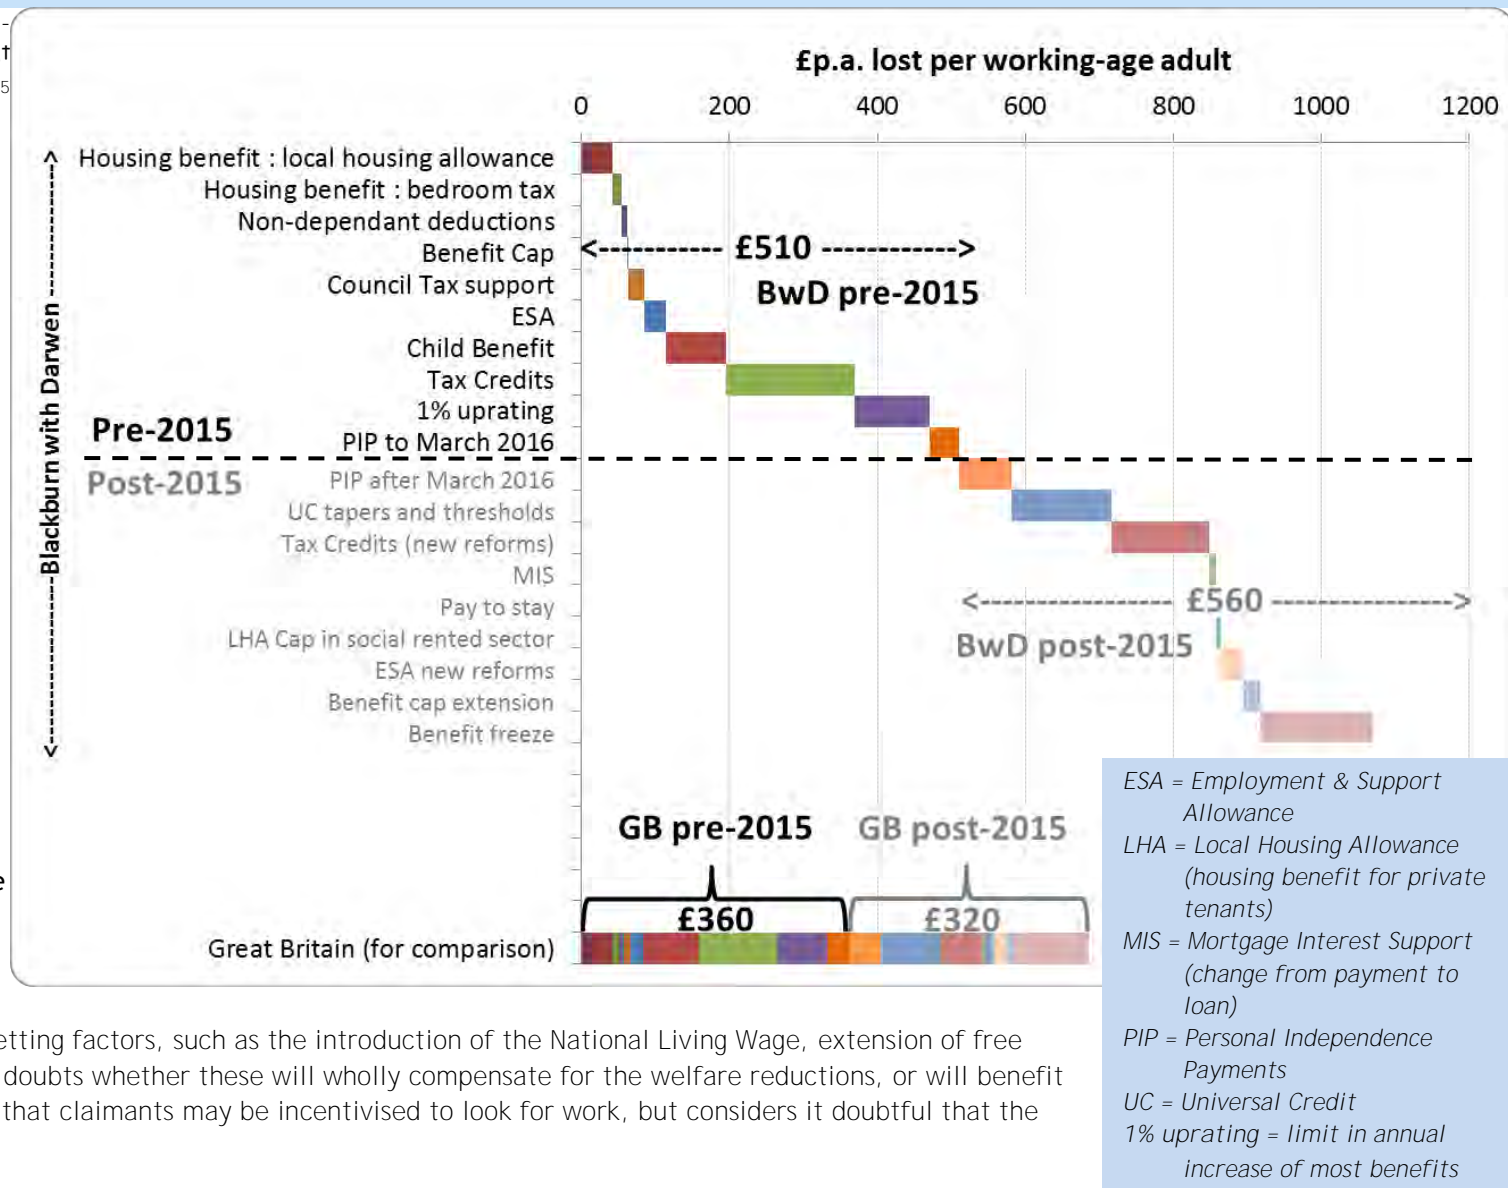 -
t
5
£p.a. lost per working-age adult
0 200 400 600 800 1000 1200
Housing benefit : local housing allowance
Housing benefit : bedroom tax
Non-dependant deductions
Benefit Cap
<----------- £510 ------------>
Council Tax support
BwD pre-2015
ESA
Child Benefit
Tax Credits
1% uprating
Pre-2015
PIP to March 2016
Post-2015
PIP after March 2016
UC tapers and thresholds
Tax Credits (new reforms)
MIS
Pay to stay
<---------------- £560 --------------->
LHA Cap in social rented sector
BwD post-2015
ESA new reforms
Benefit cap extension
Benefit freeze
<-----Blackburn with Darwen ----->
GB pre-2015 GB post-2015
£360 £320
Great Britain (for comparison)
e
ESA = Employment & Support
Allowance
LHA = Local Housing Allowance
(housing benefit for private
tenants)
MIS = Mortgage Interest Support
(change from payment to
loan)
PIP = Personal Independence
Payments
UC = Universal Credit
1% uprating = limit in annual
increase of most benefits
etting factors, such as the introduction of the National Living Wage, extension of free
doubts whether these will wholly compensate for the welfare reductions, or will benefit
that claimants may be incentivised to look for work, but considers it doubtful that the